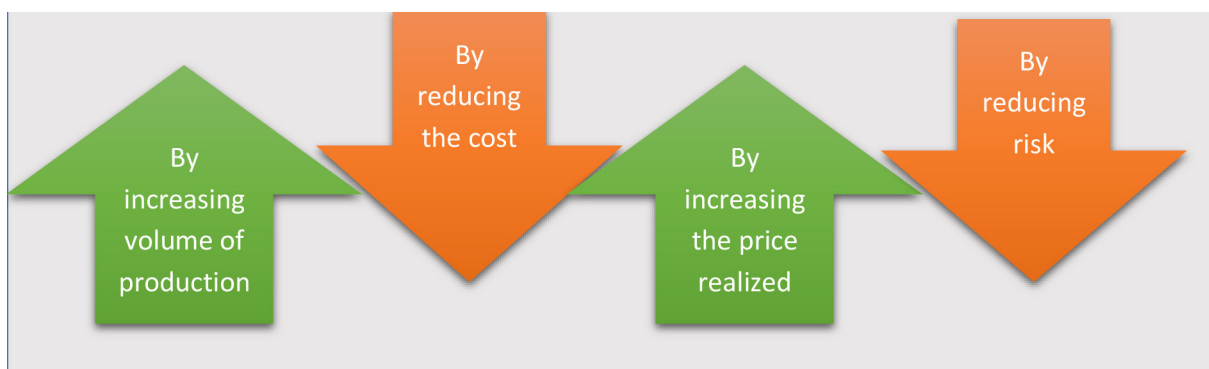 By
increasing
volume of
production
By
reducing
the cost
By
increasing
the price
realized
By
reducing
risk